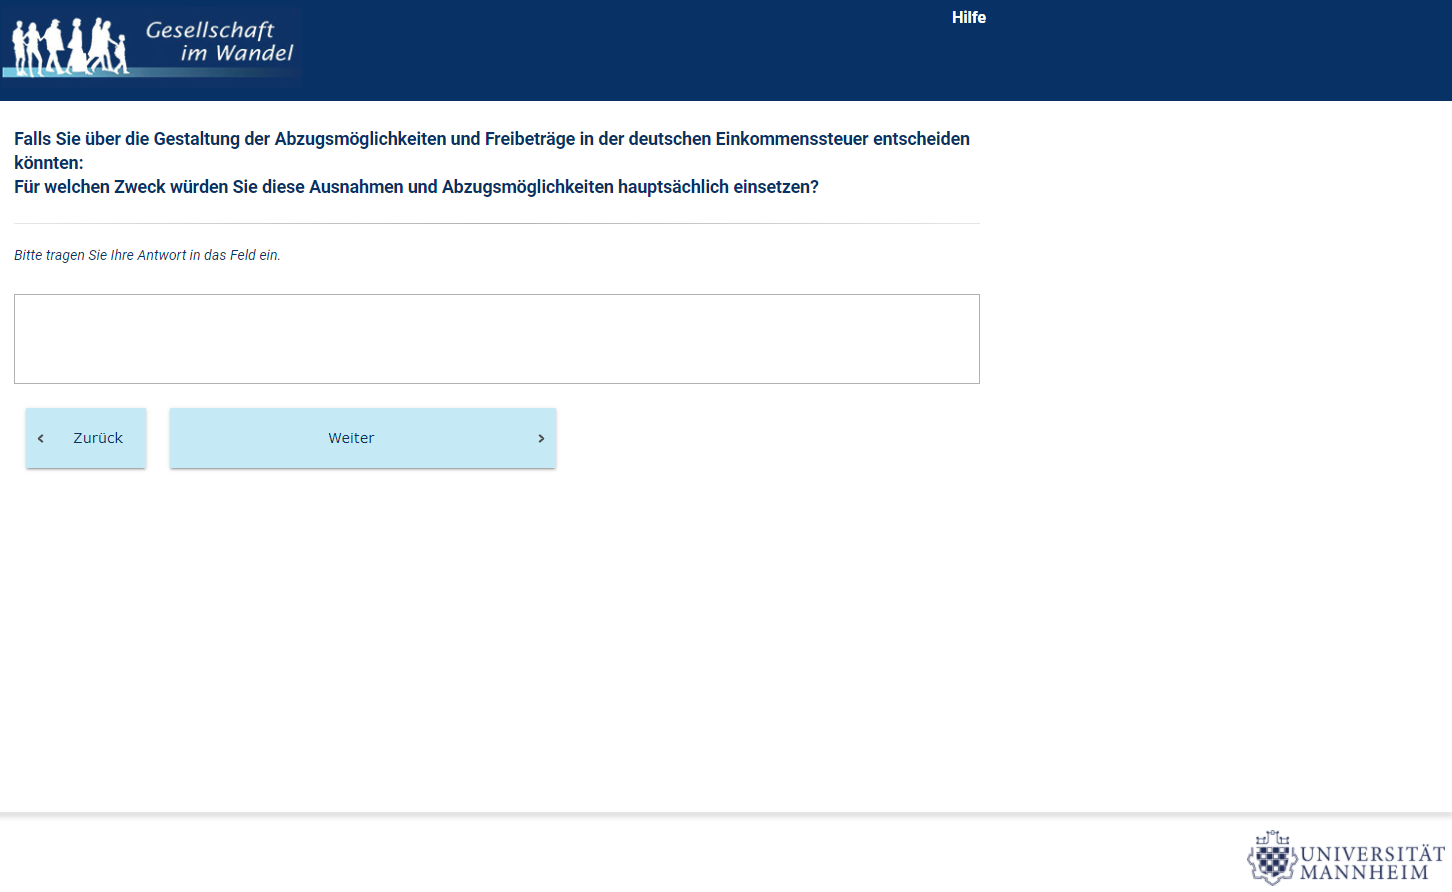 Gesellschaft
im Wandel
Hilfe
Falls Sie über die Gestaltung der Abzugsmöglichkeiten und Freibeträge in der deutschen Einkommenssteuer entscheiden
könnten:
Für welchen Zweck würden Sie diese Ausnahmen und Abzugsmöglichkeiten hauptsächlich einsetzen?
Bitte tragen Sie Ihre Antwort in das Feld ein.
Zurück
Weiter
UNIVERSITÄT
MANNHEIM